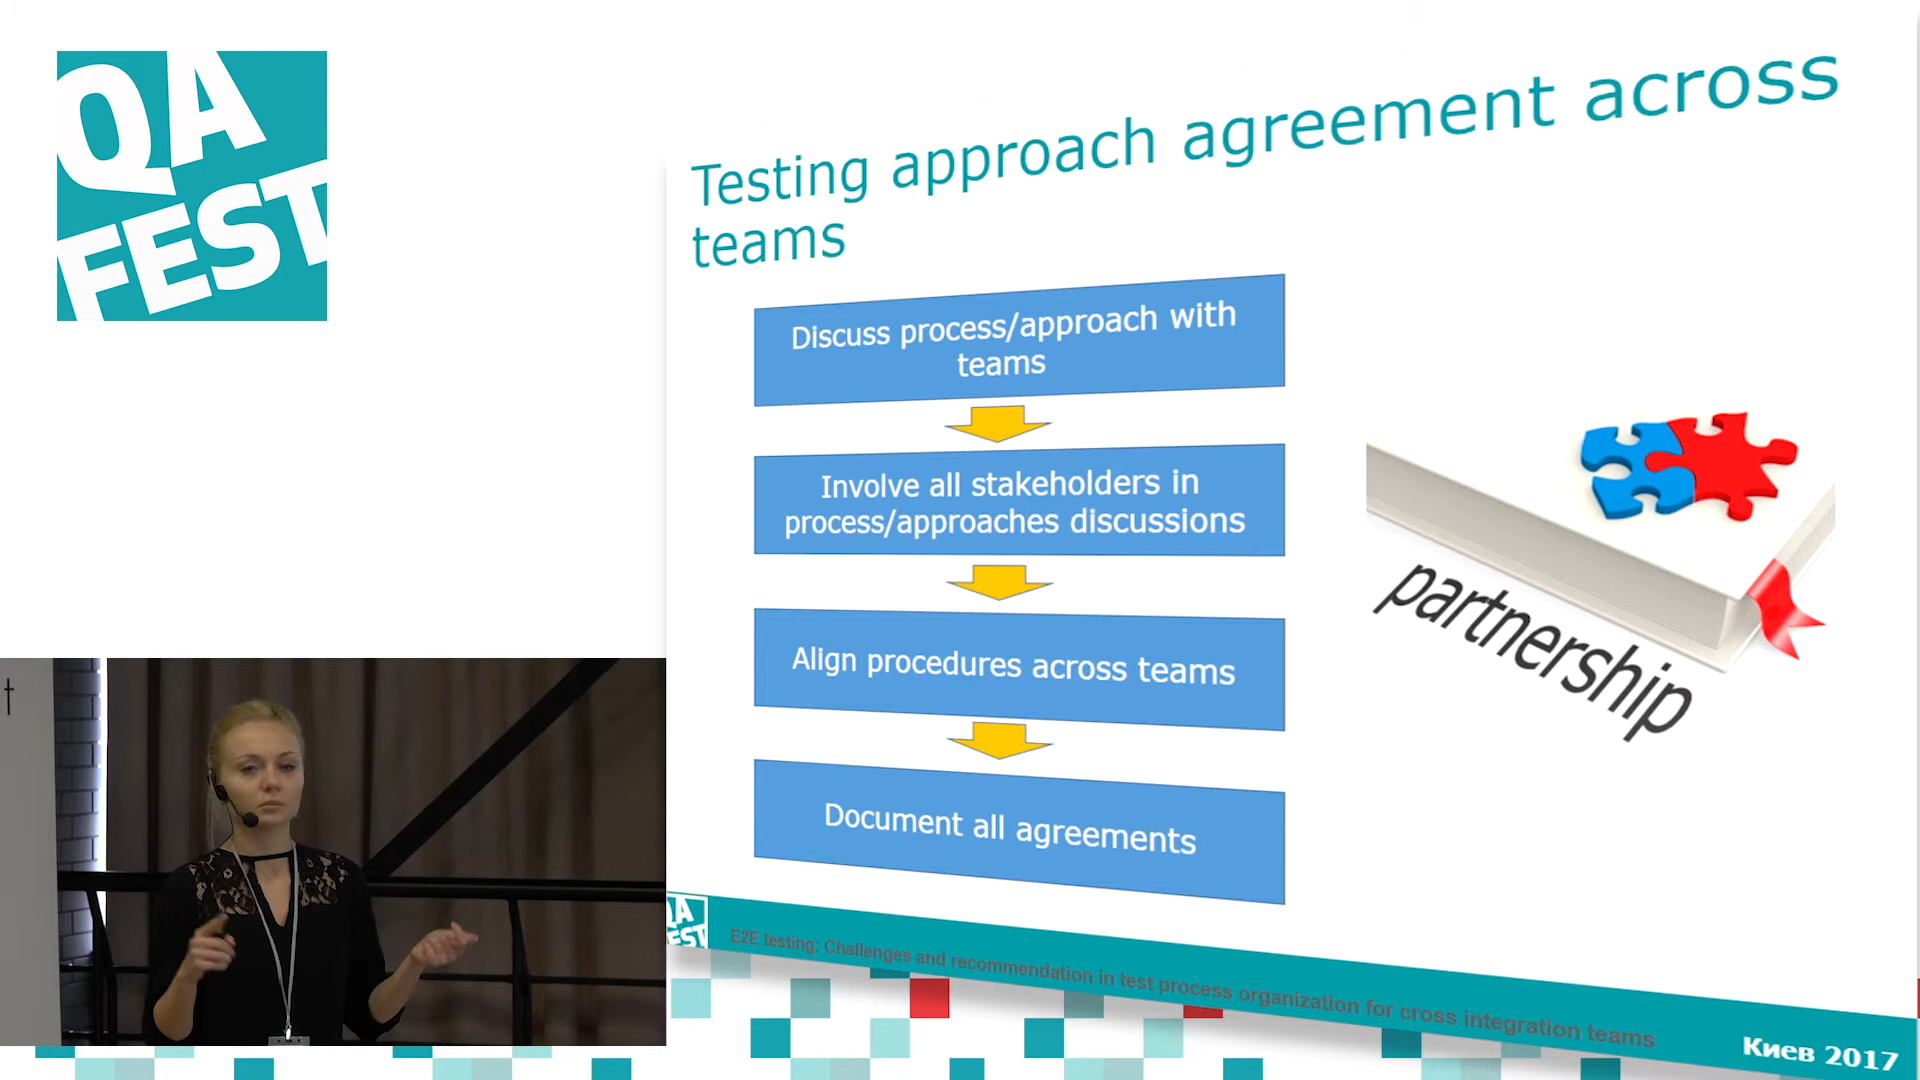 QA
FEST
Testing approach agreement across
teams
Discuss process/approach with
teams
Involve all stakeholders in
process/approaches discussions
Align procedures across teams
Document all agreements
partnership
QA
FEST
E2E testing: Challenges and recommendation in test process organization for cross integration teams
Киев 2017